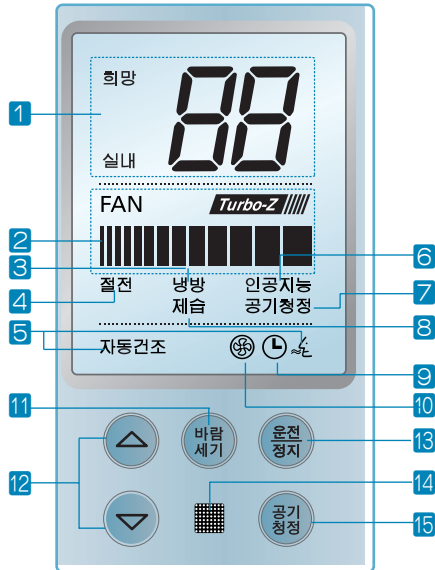 희망
1
88
실내
FAN Turbo-Z
2
3 6
절전 냉방 인공지능
4 7
제습 공기청정
8
5
자동건조
9
10
11
바람
세기
운전
정지
12 13
14
공기
청정
15